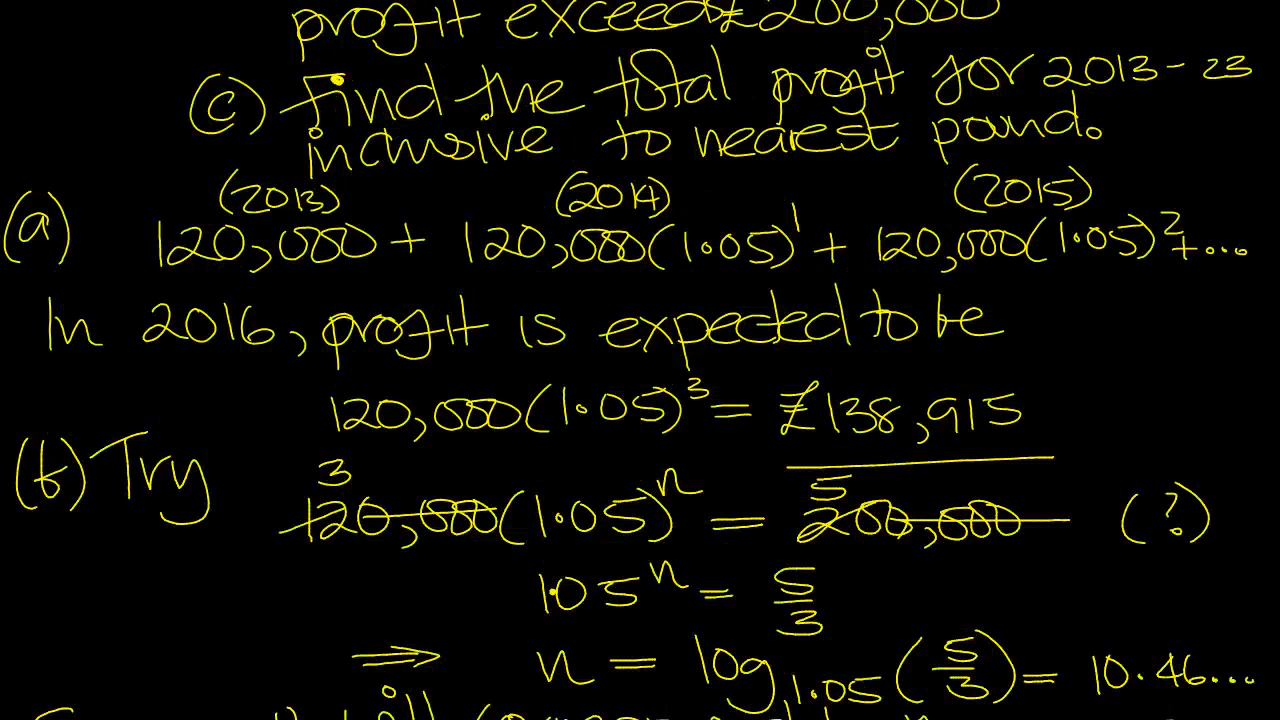 profit exceeds £200,000
(c) Find the total profit for 2013-23
inclusive to nearest pound.
(2013) (2014) (2015)
(a) 120,000 + 120,000(1.05)¹ + 120,000(1.05)² + ...
In 2016, profit is expected to be
120,000(1.05)³ = £138,915
(b) Try
3 5
120,000(1.05)ⁿ = 200,000 (?)
1.05ⁿ = 5/3
⇒ n = log₁.₀₅(5/3) = 10.46...